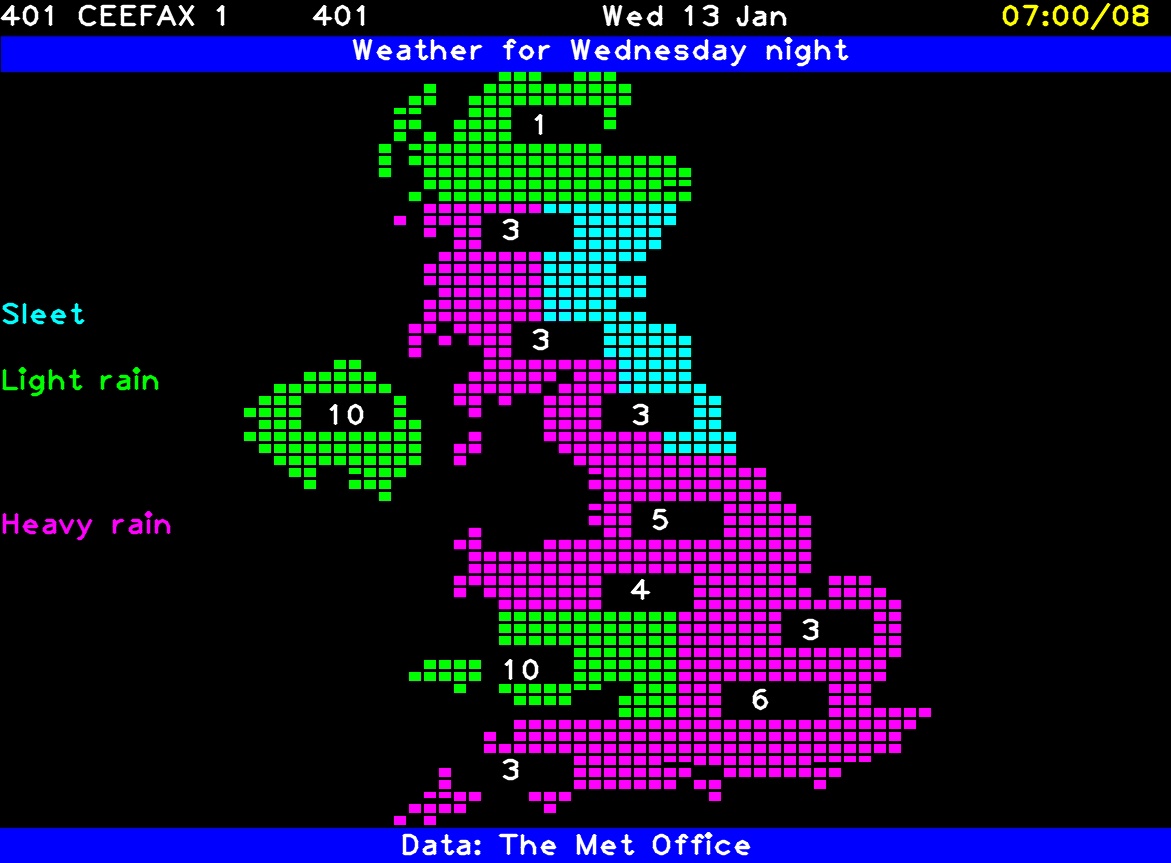 401 CEEFAX 1 401 Wed 13 Jan 07:00/08
Weather for Wednesday night
1
3
Sleet
3
Light rain
10 3
Heavy rain
5
4
3
10
6
3
Data: The Met Office